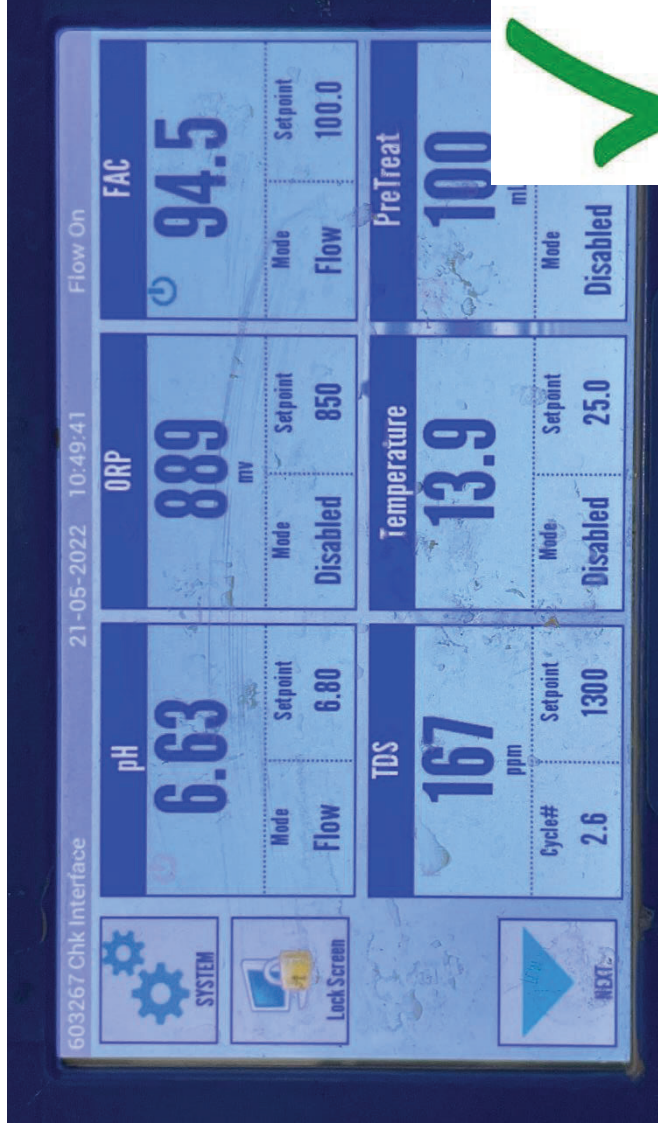 603267 Chk Interface 21-05-2022 10:49:41 Flow On
SYSTEM
Lock Screen
NEXT
pH
6.63
Mode Setpoint
Flow 6.80
ORP
889
mv
Mode Setpoint
Disabled 850
FAC
94.5
Mode Setpoint
Flow 100.0
TDS
167
ppm
Cycle# Setpoint
2.6 1300
Temperature
13.9
Mode Setpoint
Disabled 25.0
PreTreat
100
mL
Mode
Disabled